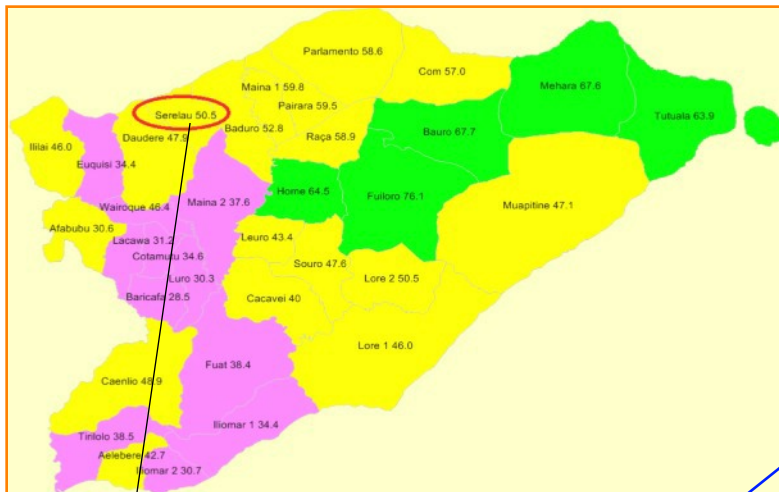 Parlamento 58.6
Com 57.0
Mehara 67.6
Maina 1 59.8
Pairara 59.5
Serelau 50.5
Tutuala 63.9
Baduro 52.8
Raça 58.9
Bauro 67.7
Daudere 47.9
Ililai 46.0
Euquisi 34.4
Home 64.5
Fuiloro 76.1
Maina 2 37.6
Muapitine 47.1
Wairoque 46.4
Afabubu 30.6
Leuro 43.4
Lacawa 31.2
Cotamutu 34.6
Souro 47.6
Luro 30.3
Lore 2 50.5
Baricafa 28.5
Cacavei 40
Lore 1 46.0
Fuat 38.4
Caenlio 48.9
Iliomar 1 34.4
Tirilolo 38.5
Aelebere 42.7
Iliomar 2 30.7